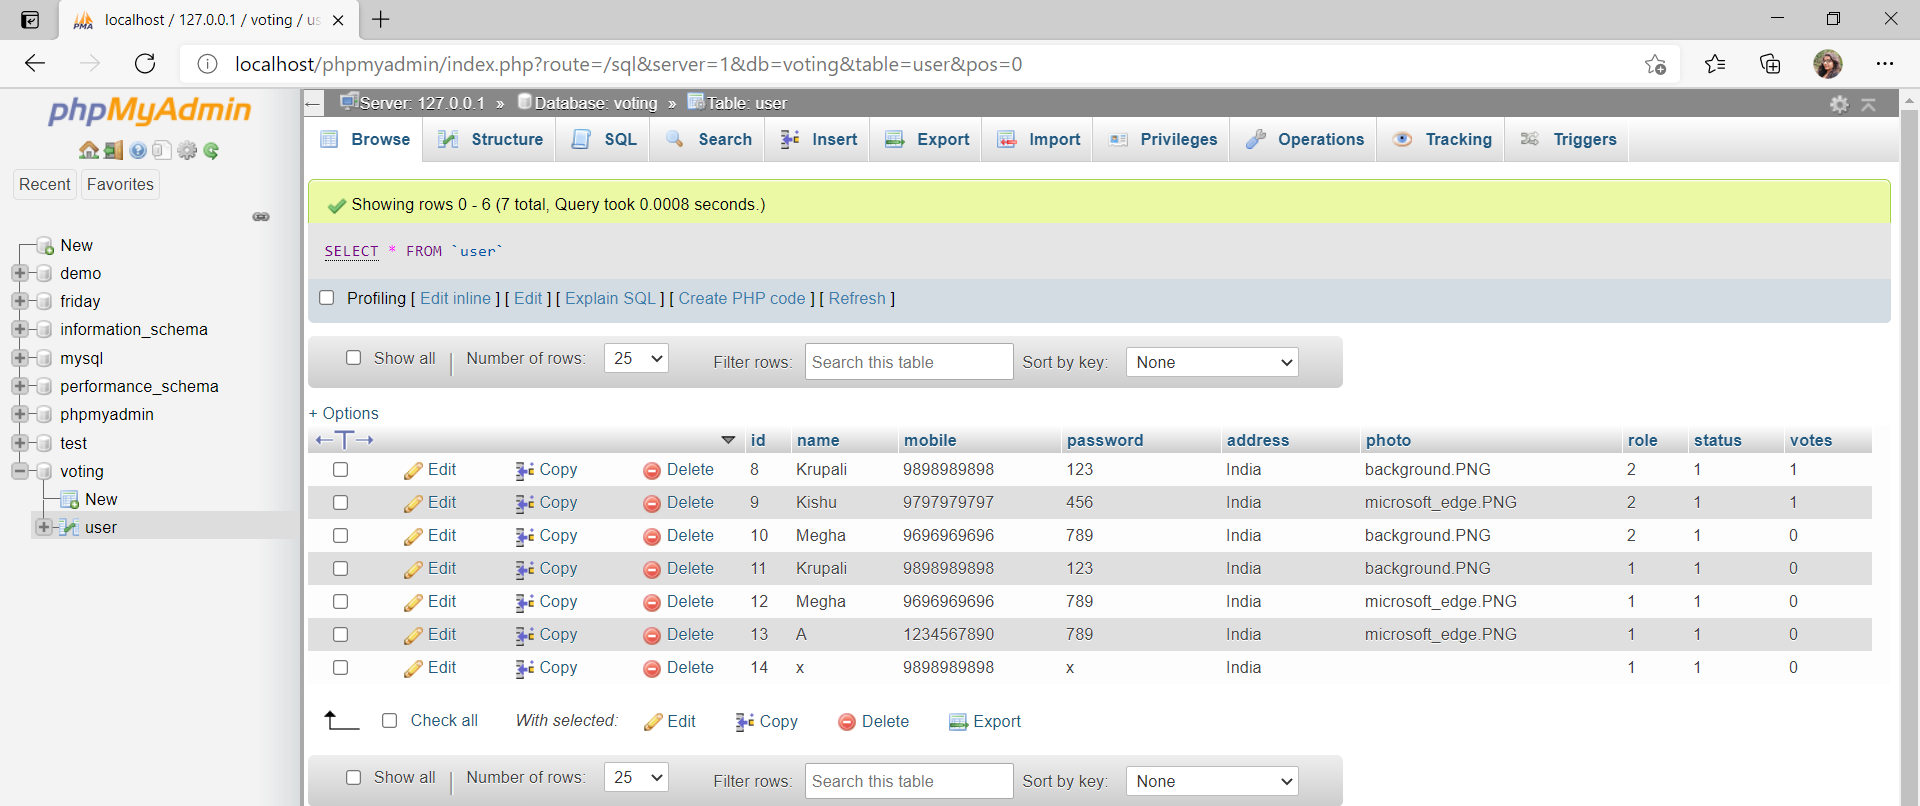 localhost / 127.0.0.1 / voting / us
localhost/phpmyadmin/index.php?route=/sql&server=1&db=voting&table=user&pos=0
phpMyAdmin
Recent Favorites
New
demo
friday
information_schema
mysql
performance_schema
phpmyadmin
test
voting
New
user
Server: 127.0.0.1 » Database: voting » Table: user
Browse Structure SQL Search Insert Export Import Privileges Operations Tracking Triggers
Showing rows 0 - 6 (7 total, Query took 0.0008 seconds.)
SELECT * FROM `user`
Profiling [ Edit inline ] [ Edit ] [ Explain SQL ] [ Create PHP code ] [ Refresh ]
Show all Number of rows: 25 Filter rows: Search this table Sort by key: None
+ Options
←T→ id name mobile password address photo role status votes
Edit Copy Delete 8 Krupali 9898989898 123 India background.PNG 2 1 1
Edit Copy Delete 9 Kishu 9797979797 456 India microsoft_edge.PNG 2 1 1
Edit Copy Delete 10 Megha 9696969696 789 India background.PNG 2 1 0
Edit Copy Delete 11 Krupali 9898989898 123 India background.PNG 1 1 0
Edit Copy Delete 12 Megha 9696969696 789 India microsoft_edge.PNG 1 1 0
Edit Copy Delete 13 A 1234567890 789 India microsoft_edge.PNG 1 1 0
Edit Copy Delete 14 x 9898989898 x India 1 1 0
Check all With selected: Edit Copy Delete Export
Show all Number of rows: 25 Filter rows: Search this table Sort by key: None